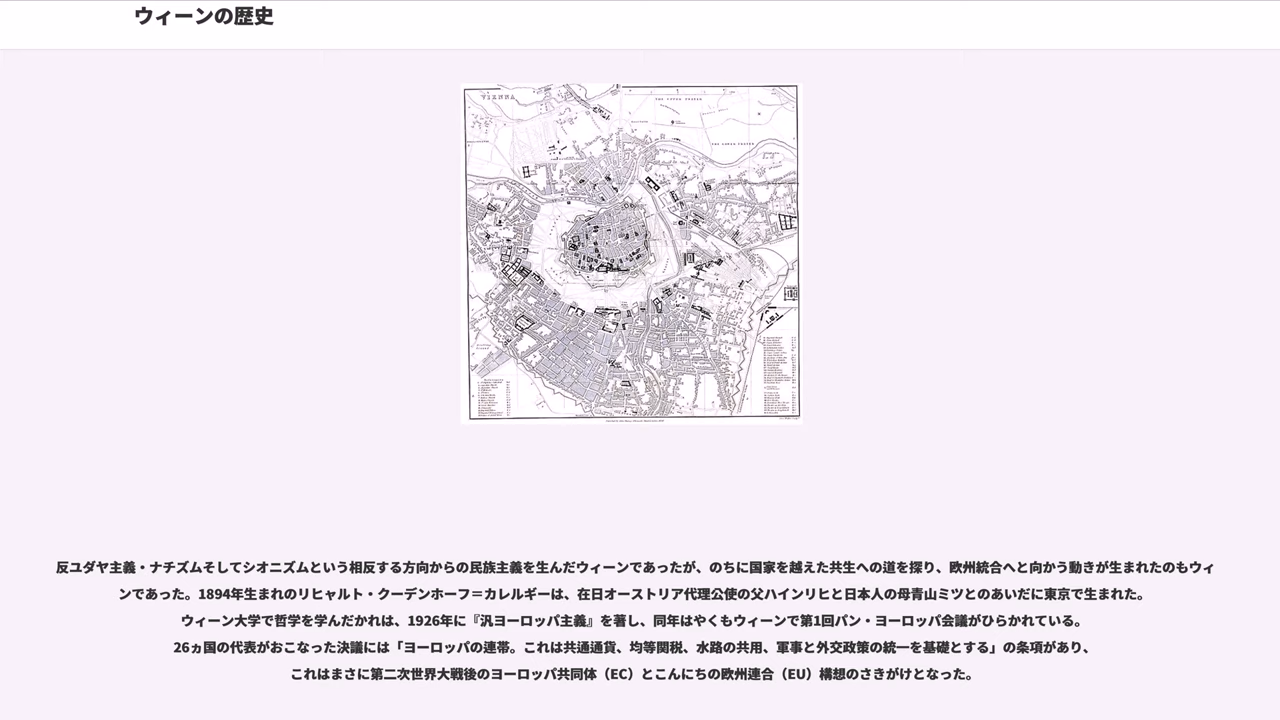 ウィーンの歴史
VIENNA
THE UPPER PRATER
THE LOWER PRATER
反ユダヤ主義・ナチズムそしてシオニズムという相反する方向からの民族主義を生んだウィーンであったが、のちに国家を越えた共生への道を探り、欧州統合へと向かう動きが生まれたのもウィ
ンであった。1894年生まれのリヒャルト・クーデンホーフ＝カレルギーは、在日オーストリア代理公使の父ハインリヒと日本人の母青山ミツとのあいだに東京で生まれた。
ウィーン大学で哲学を学んだかれは、1926年に『汎ヨーロッパ主義』を著し、同年はやくもウィーンで第1回パン・ヨーロッパ会議がひらかれている。
26ヵ国の代表がおこなった決議には「ヨーロッパの連帯。これは共通通貨、均等関税、水路の共用、軍事と外交政策の統一を基礎とする」の条項があり、
これはまさに第二次世界大戦後のヨーロッパ共同体（EC）とこんにちの欧州連合（EU）構想のさきがけとなった。